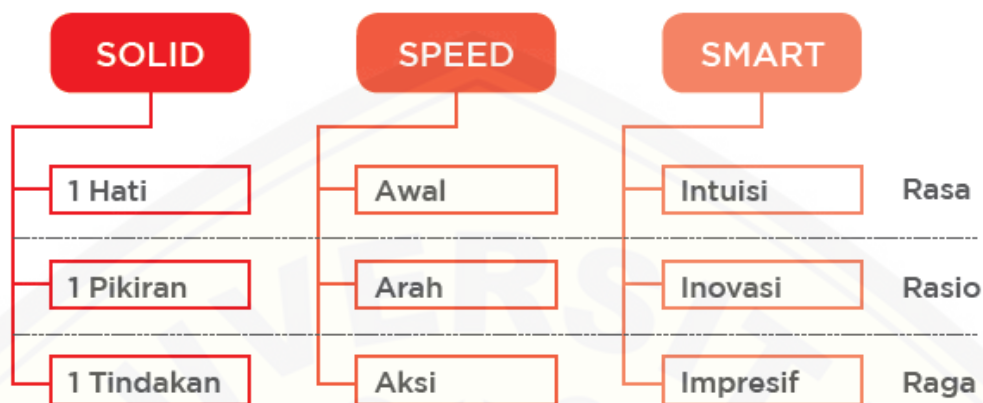 SOLID SPEED SMART
1 Hati Awal Intuisi Rasa
1 Pikiran Arah Inovasi Rasio
1 Tindakan Aksi Impresif Raga